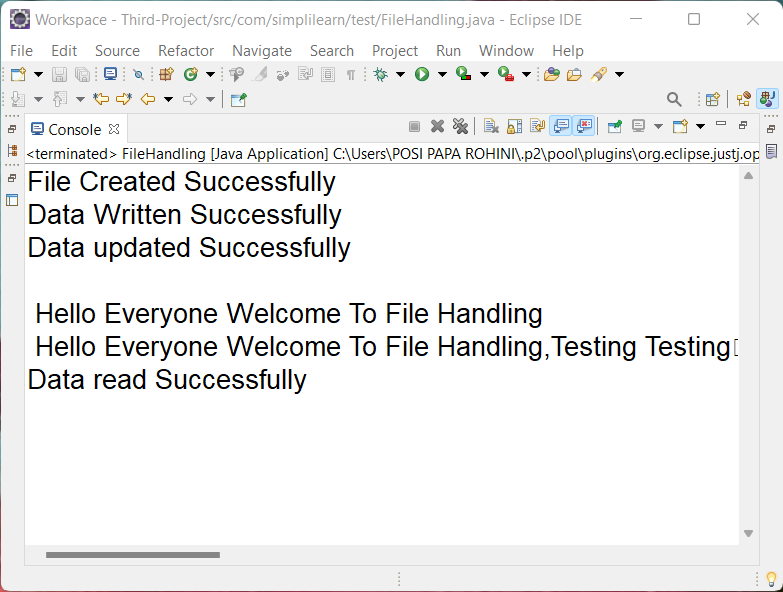 Workspace - Third-Project/src/com/simplilearn/test/FileHandling.java - Eclipse IDE
File Edit Source Refactor Navigate Search Project Run Window Help
Console
<terminated> FileHandling [Java Application] C:\Users\POSI PAPA ROHINI\.p2\pool\plugins\org.eclipse.justj.op
File Created Successfully
Data Written Successfully
Data updated Successfully
Hello Everyone Welcome To File Handling
Hello Everyone Welcome To File Handling,Testing Testing
Data read Successfully